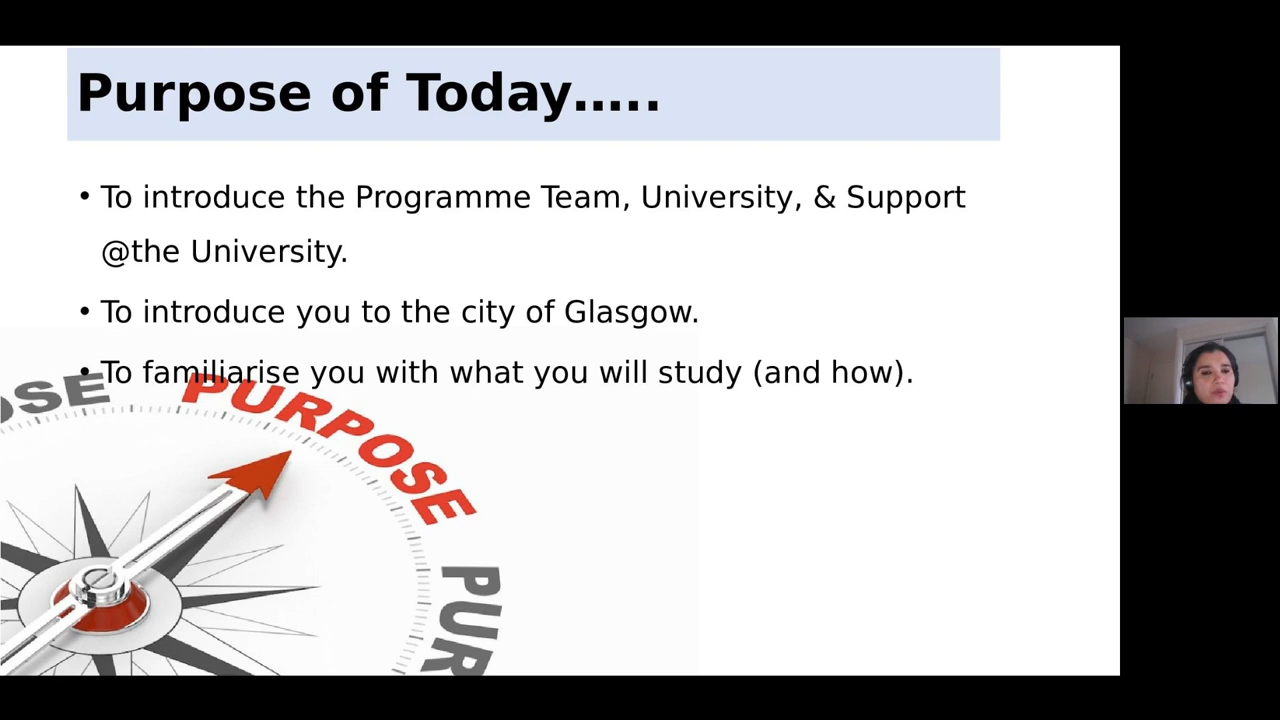 Purpose of Today.....
• To introduce the Programme Team, University, & Support
@the University.
• To introduce you to the city of Glasgow.
• To familiarise you with what you will study (and how).
OSE
PURPOSE
PUR